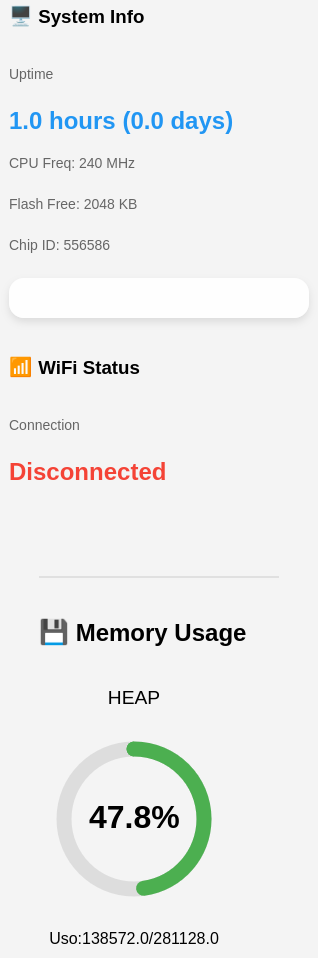 🖥️ System Info
Uptime
1.0 hours (0.0 days)
CPU Freq: 240 MHz
Flash Free: 2048 KB
Chip ID: 556586
📶 WiFi Status
Connection
Disconnected
💾 Memory Usage
HEAP
47.8%
Uso:138572.0/281128.0